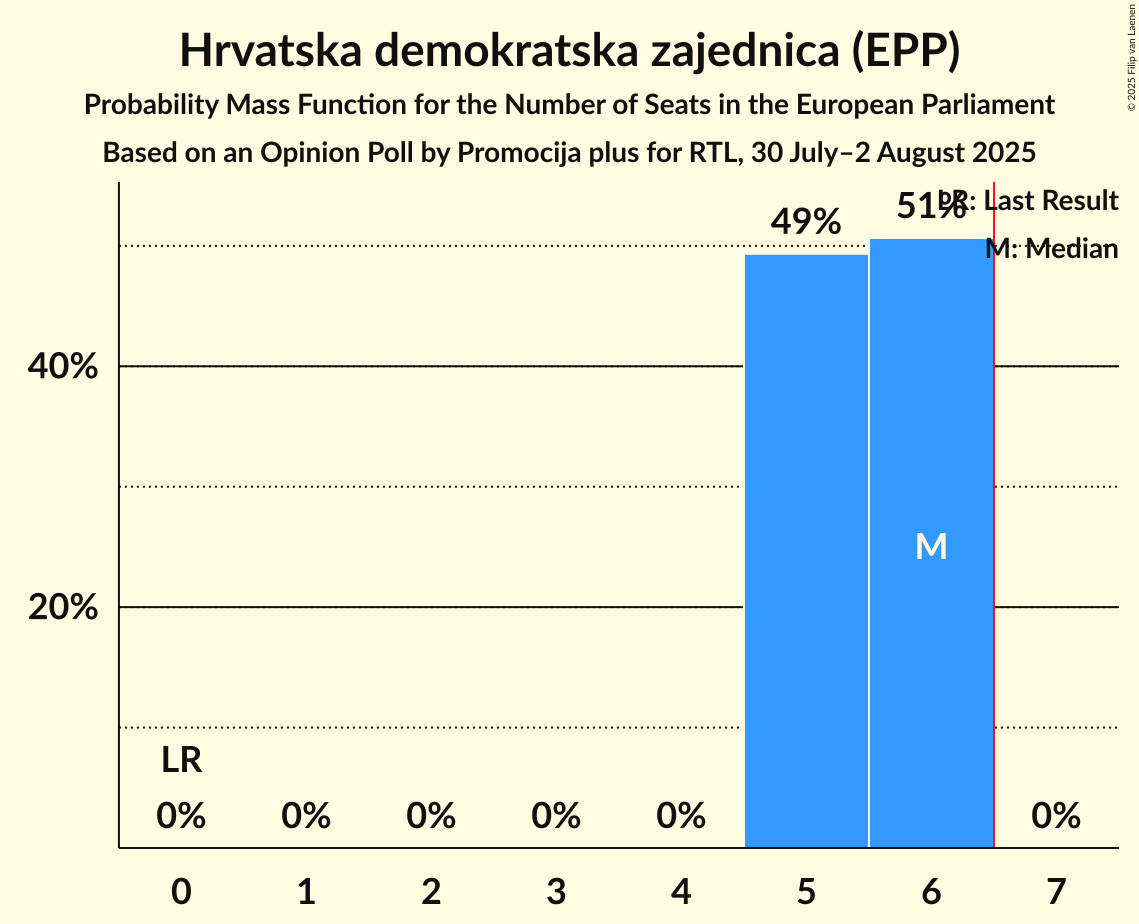 Hrvatska demokratska zajednica (EPP)
Probability Mass Function for the Number of Seats in the European Parliament
Based on an Opinion Poll by Promocija plus for RTL, 30 July–2 August 2025
© 2025 Filip van Laenen
LR: Last Result
M: Median
49%
51%
40%
20%
M
LR
0%
0%
0%
0%
0%
0%
0
1
2
3
4
5
6
7